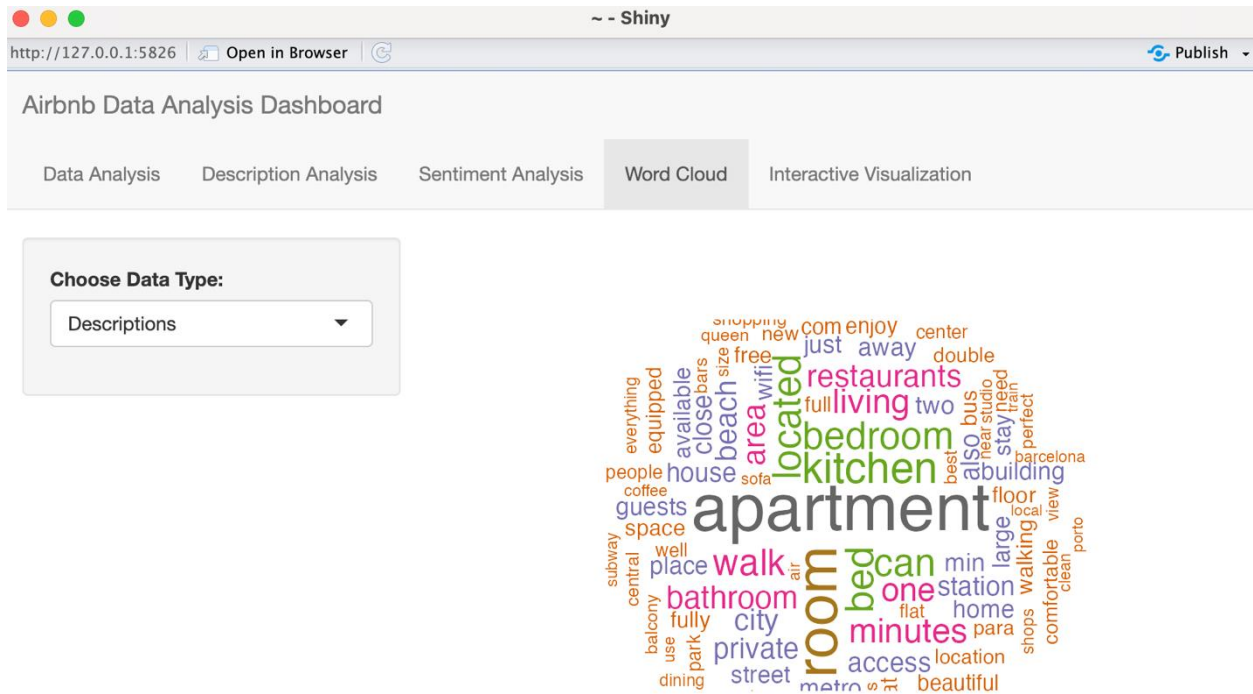 ~ - Shiny
http://127.0.0.1:5826 Open in Browser Publish
Airbnb Data Analysis Dashboard
Data Analysis Description Analysis Sentiment Analysis Word Cloud Interactive Visualization
Choose Data Type:
Descriptions
shopping
queen new com enjoy center
just away double
size free
restaurants
everything equipped available close bars beach area wifi located
full living two
bedroom
kitchen
best also bus near studio stay need train perfect
barcelona
people house sofa building
coffee
guests apartment floor local view
space
subway central well place walk air room bed can min large walking comfortable clean porto
bathroom one station
flat home
balcony fully city minutes para shops
use park private access location
dining street metro beautiful